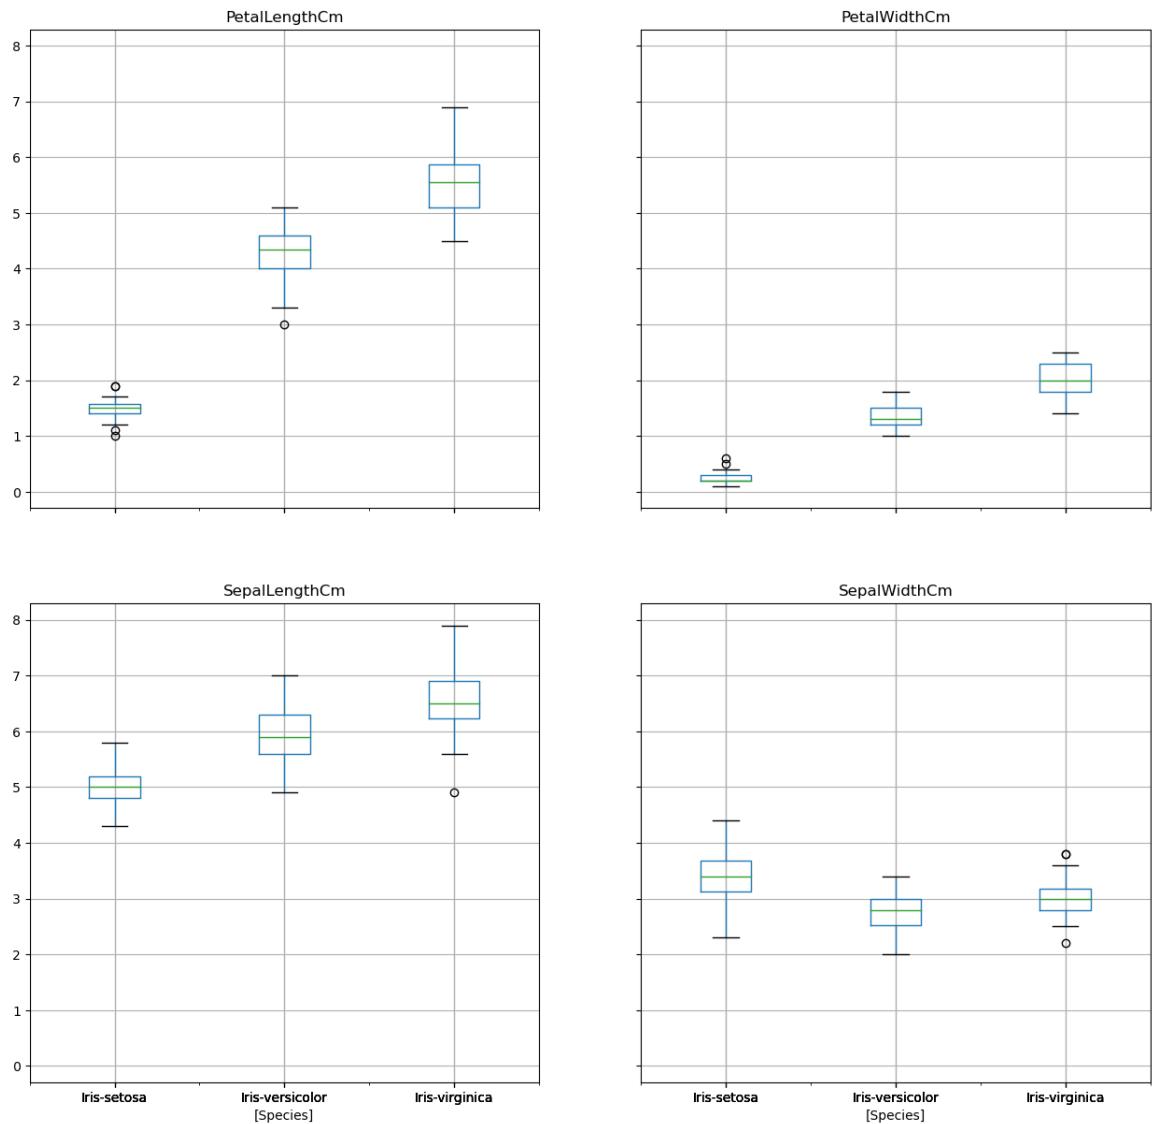 PetalLengthCm
8
7
6
5
4
3
2
1
0
PetalWidthCm
SepalLengthCm
8
7
6
5
4
3
2
1
0
Iris-setosa Iris-versicolor Iris-virginica
[Species]
SepalWidthCm
Iris-setosa Iris-versicolor Iris-virginica
[Species]